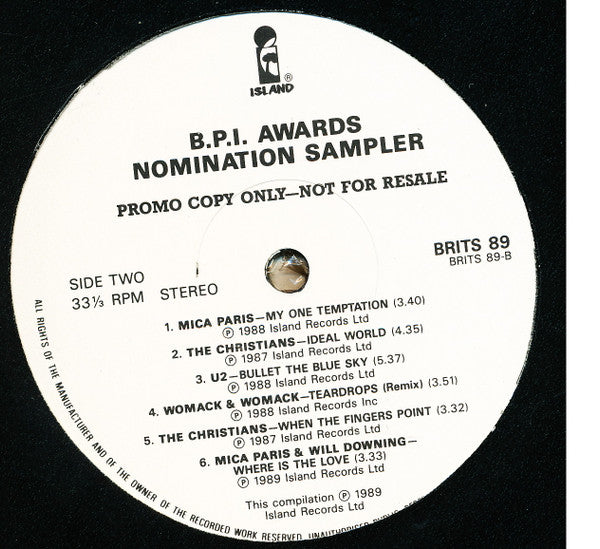 ®
ISLAND
B.P.I. AWARDS
NOMINATION SAMPLER
PROMO COPY ONLY—NOT FOR RESALE
BRITS 89
BRITS 89-B
SIDE TWO
33⅓ RPM STEREO
1. MICA PARIS—MY ONE TEMPTATION (3.40)
Ⓟ 1988 Island Records Ltd
2. THE CHRISTIANS—IDEAL WORLD (4.35)
Ⓟ 1987 Island Records Ltd
3. U2—BULLET THE BLUE SKY (5.37)
Ⓟ 1988 Island Records Ltd
4. WOMACK & WOMACK—TEARDROPS (Remix) (3.51)
Ⓟ 1988 Island Records Inc
5. THE CHRISTIANS—WHEN THE FINGERS POINT (3.32)
Ⓟ 1987 Island Records Ltd
6. MICA PARIS & WILL DOWNING—
WHERE IS THE LOVE (3.33)
Ⓟ 1989 Island Records Ltd
This compilation Ⓟ 1989
Island Records Ltd
ALL RIGHTS OF THE MANUFACTURER AND OF THE OWNER OF THE RECORDED WORK RESERVED. UNAUTHORISED PUBLIC